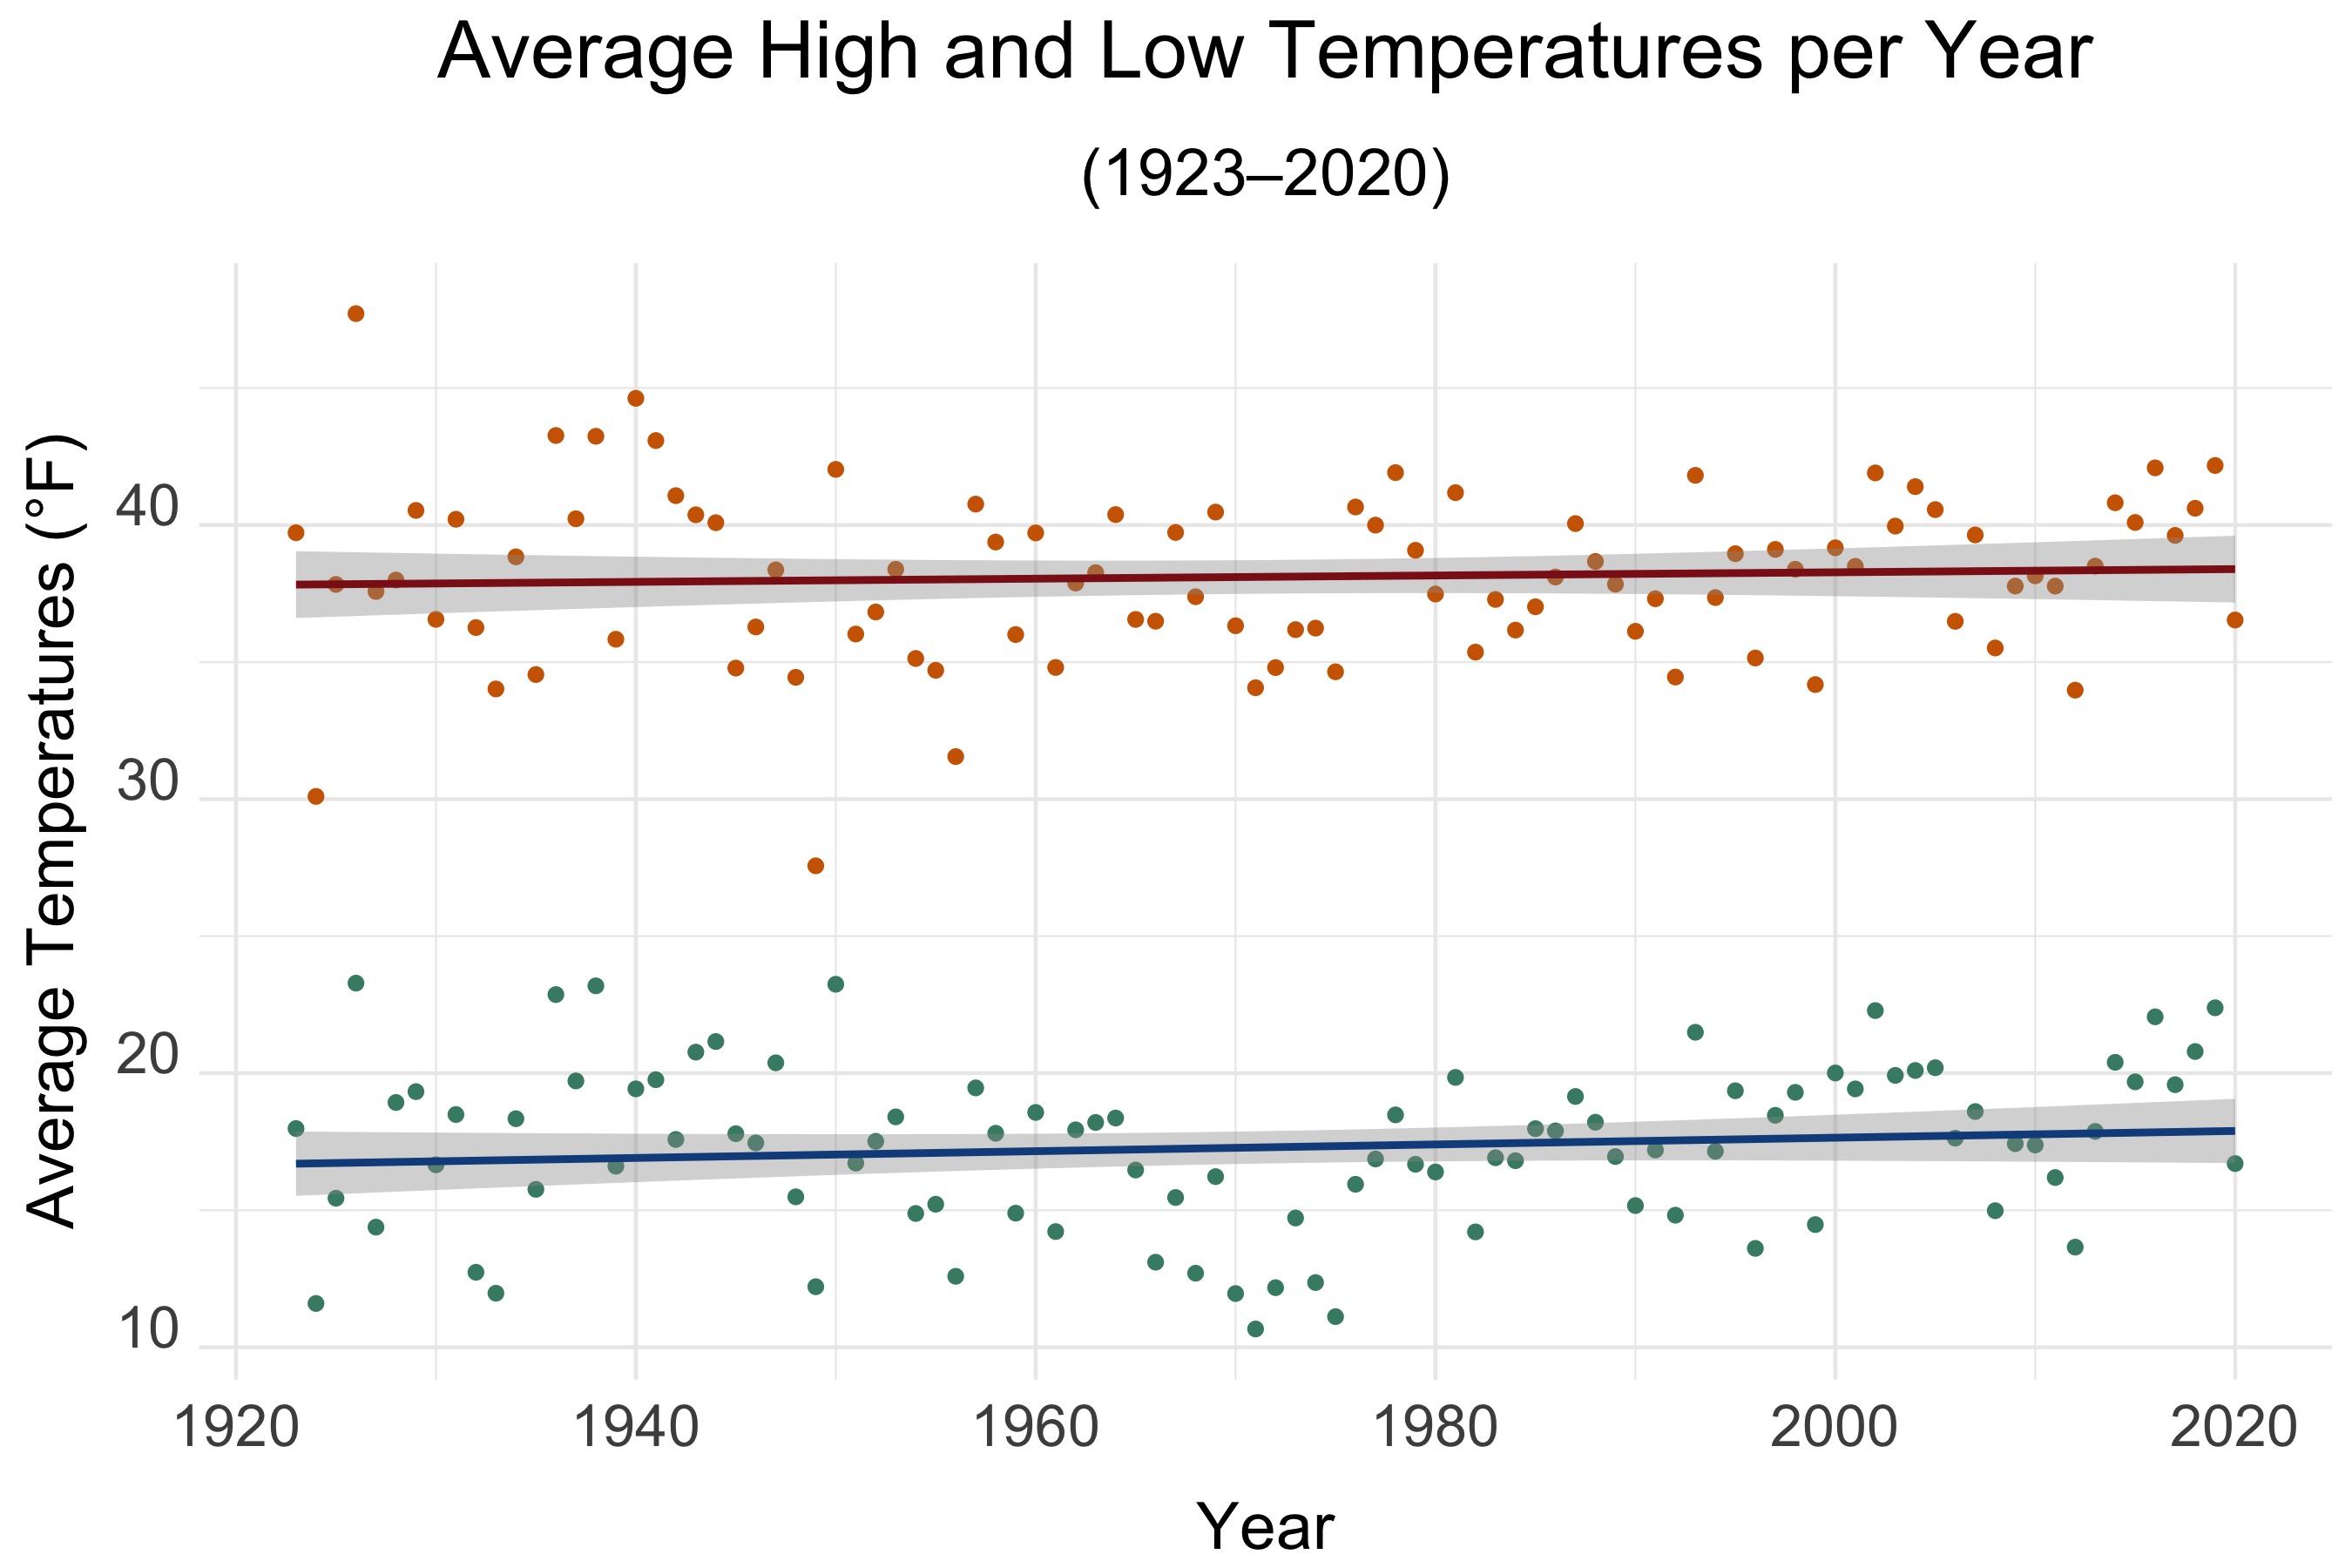 Average High and Low Temperatures per Year
(1923–2020)
Average Temperatures (°F)
40
30
20
10
1920 1940 1960 1980 2000 2020
Year